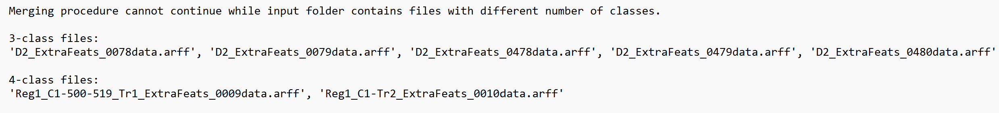 Merging procedure cannot continue while input folder contains files with different number of classes.
3-class files:
'D2_ExtraFeats_0078data.arff', 'D2_ExtraFeats_0079data.arff', 'D2_ExtraFeats_0478data.arff', 'D2_ExtraFeats_0479data.arff', 'D2_ExtraFeats_0480data.arff'
4-class files:
'Reg1_C1-500-519_Tr1_ExtraFeats_0009data.arff', 'Reg1_C1-Tr2_ExtraFeats_0010data.arff'